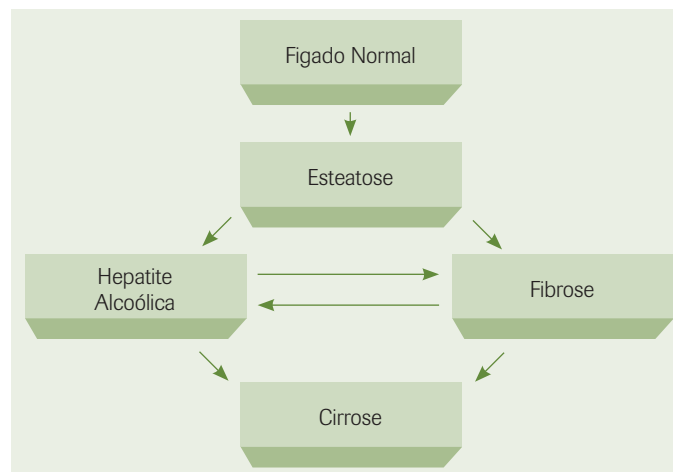 Figado Normal
Esteatose
Hepatite
Alcoólica
Fibrose
Cirrose